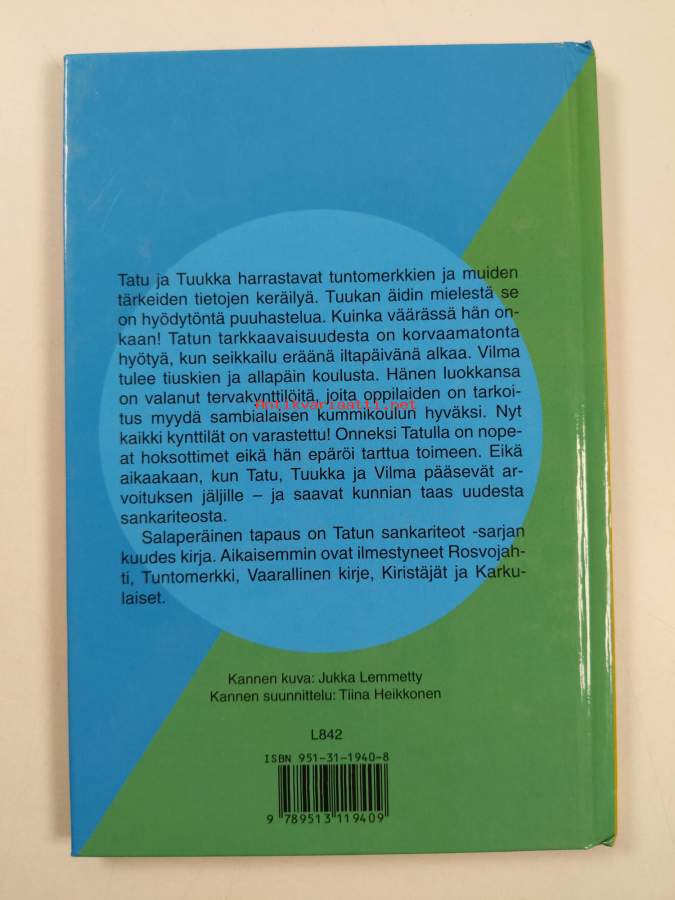 Tatu ja Tuukka harrastavat tuntomerkkien ja muiden
tärkeiden tietojen keräilyä. Tuukan äidin mielestä se
on hyödytöntä puuhastelua. Kuinka väärässä hän on-
kaan! Tatun tarkkaavaisuudesta on korvaamatonta
hyötyä, kun seikkailu eräänä iltapäivänä alkaa. Vilma
tulee tiuskien ja allapäin koulusta. Hänen luokkansa
on valanut tervakynttilöitä, joita oppilaiden on tarkoi-
tus myydä sambialaisen kummikoulun hyväksi. Nyt
Antikvariaatti.net
kaikki kynttilät on varastettu! Onneksi Tatulla on nope-
at hoksottimet eikä hän epäröi tarttua toimeen. Eikä
aikaakaan, kun Tatu, Tuukka ja Vilma pääsevät ar-
voituksen jäljille – ja saavat kunnian taas uudesta
sankariteosta.
Salaperäinen tapaus on Tatun sankariteot -sarjan
kuudes kirja. Aikaisemmin ovat ilmestyneet Rosvojah-
ti, Tuntomerkki, Vaarallinen kirje, Kiristäjät ja Karku-
laiset.
Kannen kuva: Jukka Lemmetty
Kannen suunnittelu: Tiina Heikkonen
L842
ISBN 951-31-1940-8
9 789513 119409